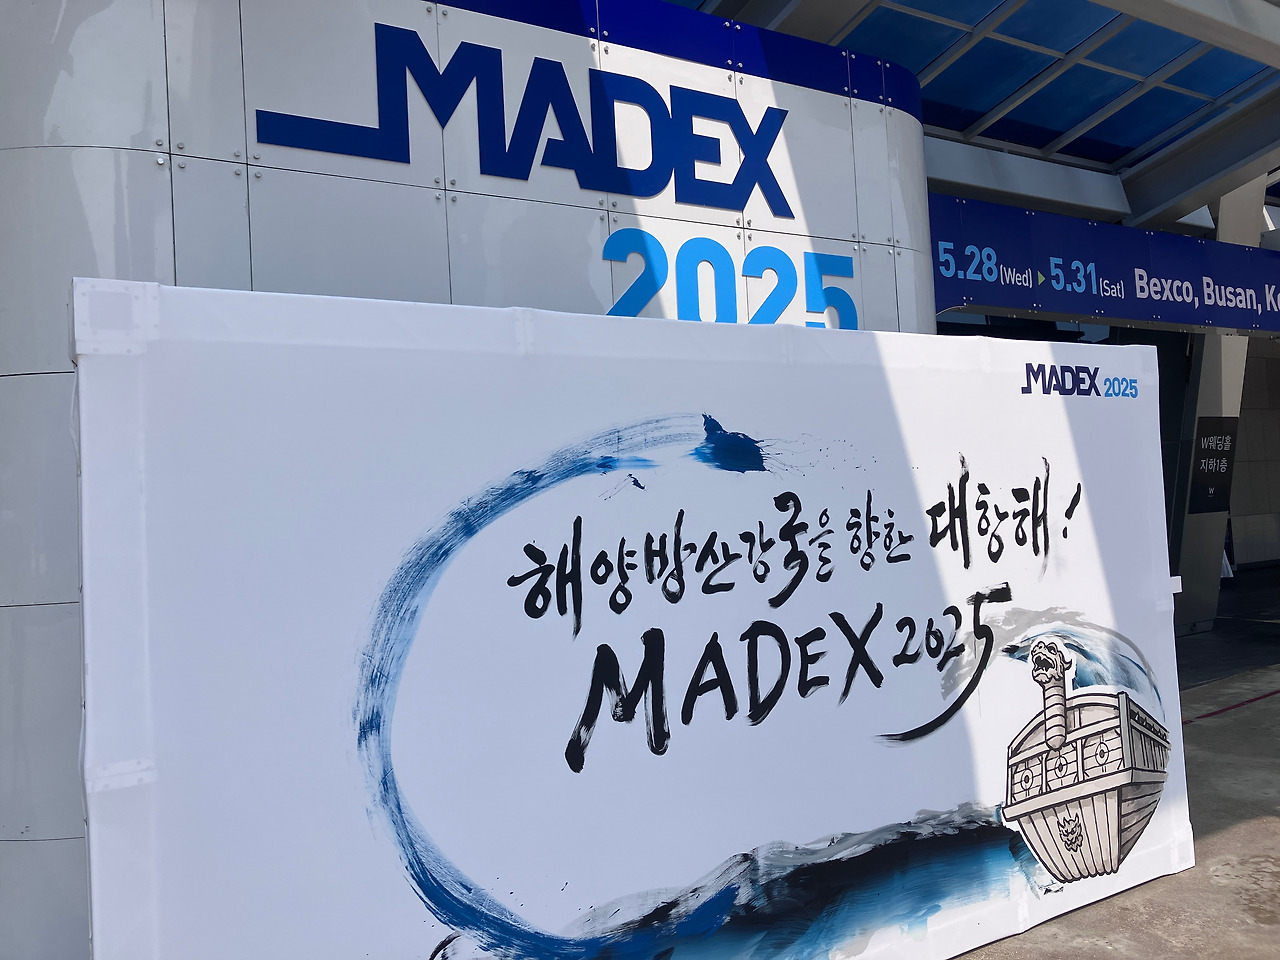 MADEX
2025
5.28(Wed) ▸ 5.31(Sat) Bexco, Busan,
MADEX 2025
W웨딩홀
지하1층
W
해양방산강국을 향한 대항해!
MADEX 2025